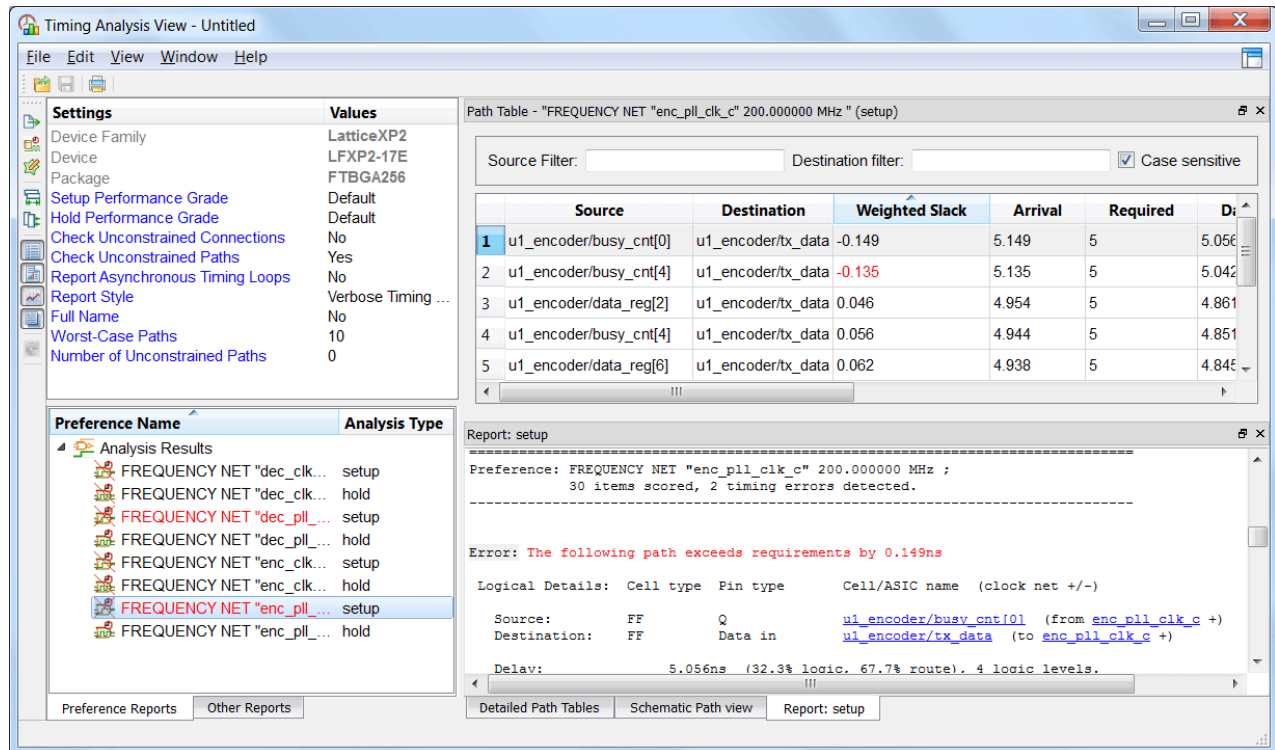 Timing Analysis View - Untitled
File Edit View Window Help
Settings Values
Device Family LatticeXP2
Device LFXP2-17E
Package FTBGA256
Setup Performance Grade Default
Hold Performance Grade Default
Check Unconstrained Connections No
Check Unconstrained Paths Yes
Report Asynchronous Timing Loops No
Report Style Verbose Timing ...
Full Name No
Worst-Case Paths 10
Number of Unconstrained Paths 0
Preference Name Analysis Type
Analysis Results
FREQUENCY NET "dec_clk... setup
FREQUENCY NET "dec_clk... hold
FREQUENCY NET "dec_pll_... setup
FREQUENCY NET "dec_pll_... hold
FREQUENCY NET "enc_clk... setup
FREQUENCY NET "enc_clk... hold
FREQUENCY NET "enc_pll_... setup
FREQUENCY NET "enc_pll_... hold
Preference Reports Other Reports
Path Table - "FREQUENCY NET "enc_pll_clk_c" 200.000000 MHz " (setup)
Source Filter: Destination filter: Case sensitive
Source Destination Weighted Slack Arrival Required Da
1 u1_encoder/busy_cnt[0] u1_encoder/tx_data -0.149 5.149 5 5.056
2 u1_encoder/busy_cnt[4] u1_encoder/tx_data -0.135 5.135 5 5.042
3 u1_encoder/data_reg[2] u1_encoder/tx_data 0.046 4.954 5 4.861
4 u1_encoder/busy_cnt[4] u1_encoder/tx_data 0.056 4.944 5 4.851
5 u1_encoder/data_reg[6] u1_encoder/tx_data 0.062 4.938 5 4.845
Report: setup
================================================================================
Preference: FREQUENCY NET "enc_pll_clk_c" 200.000000 MHz ;
30 items scored, 2 timing errors detected.
--------------------------------------------------------------------------------
Error: The following path exceeds requirements by 0.149ns
Logical Details: Cell type Pin type Cell/ASIC name (clock net +/-)
Source: FF Q u1_encoder/busy_cnt[0] (from enc_pll_clk_c +)
Destination: FF Data in u1_encoder/tx_data (to enc_pll_clk_c +)
Delay: 5.056ns (32.3% logic, 67.7% route), 4 logic levels.
Detailed Path Tables Schematic Path view Report: setup